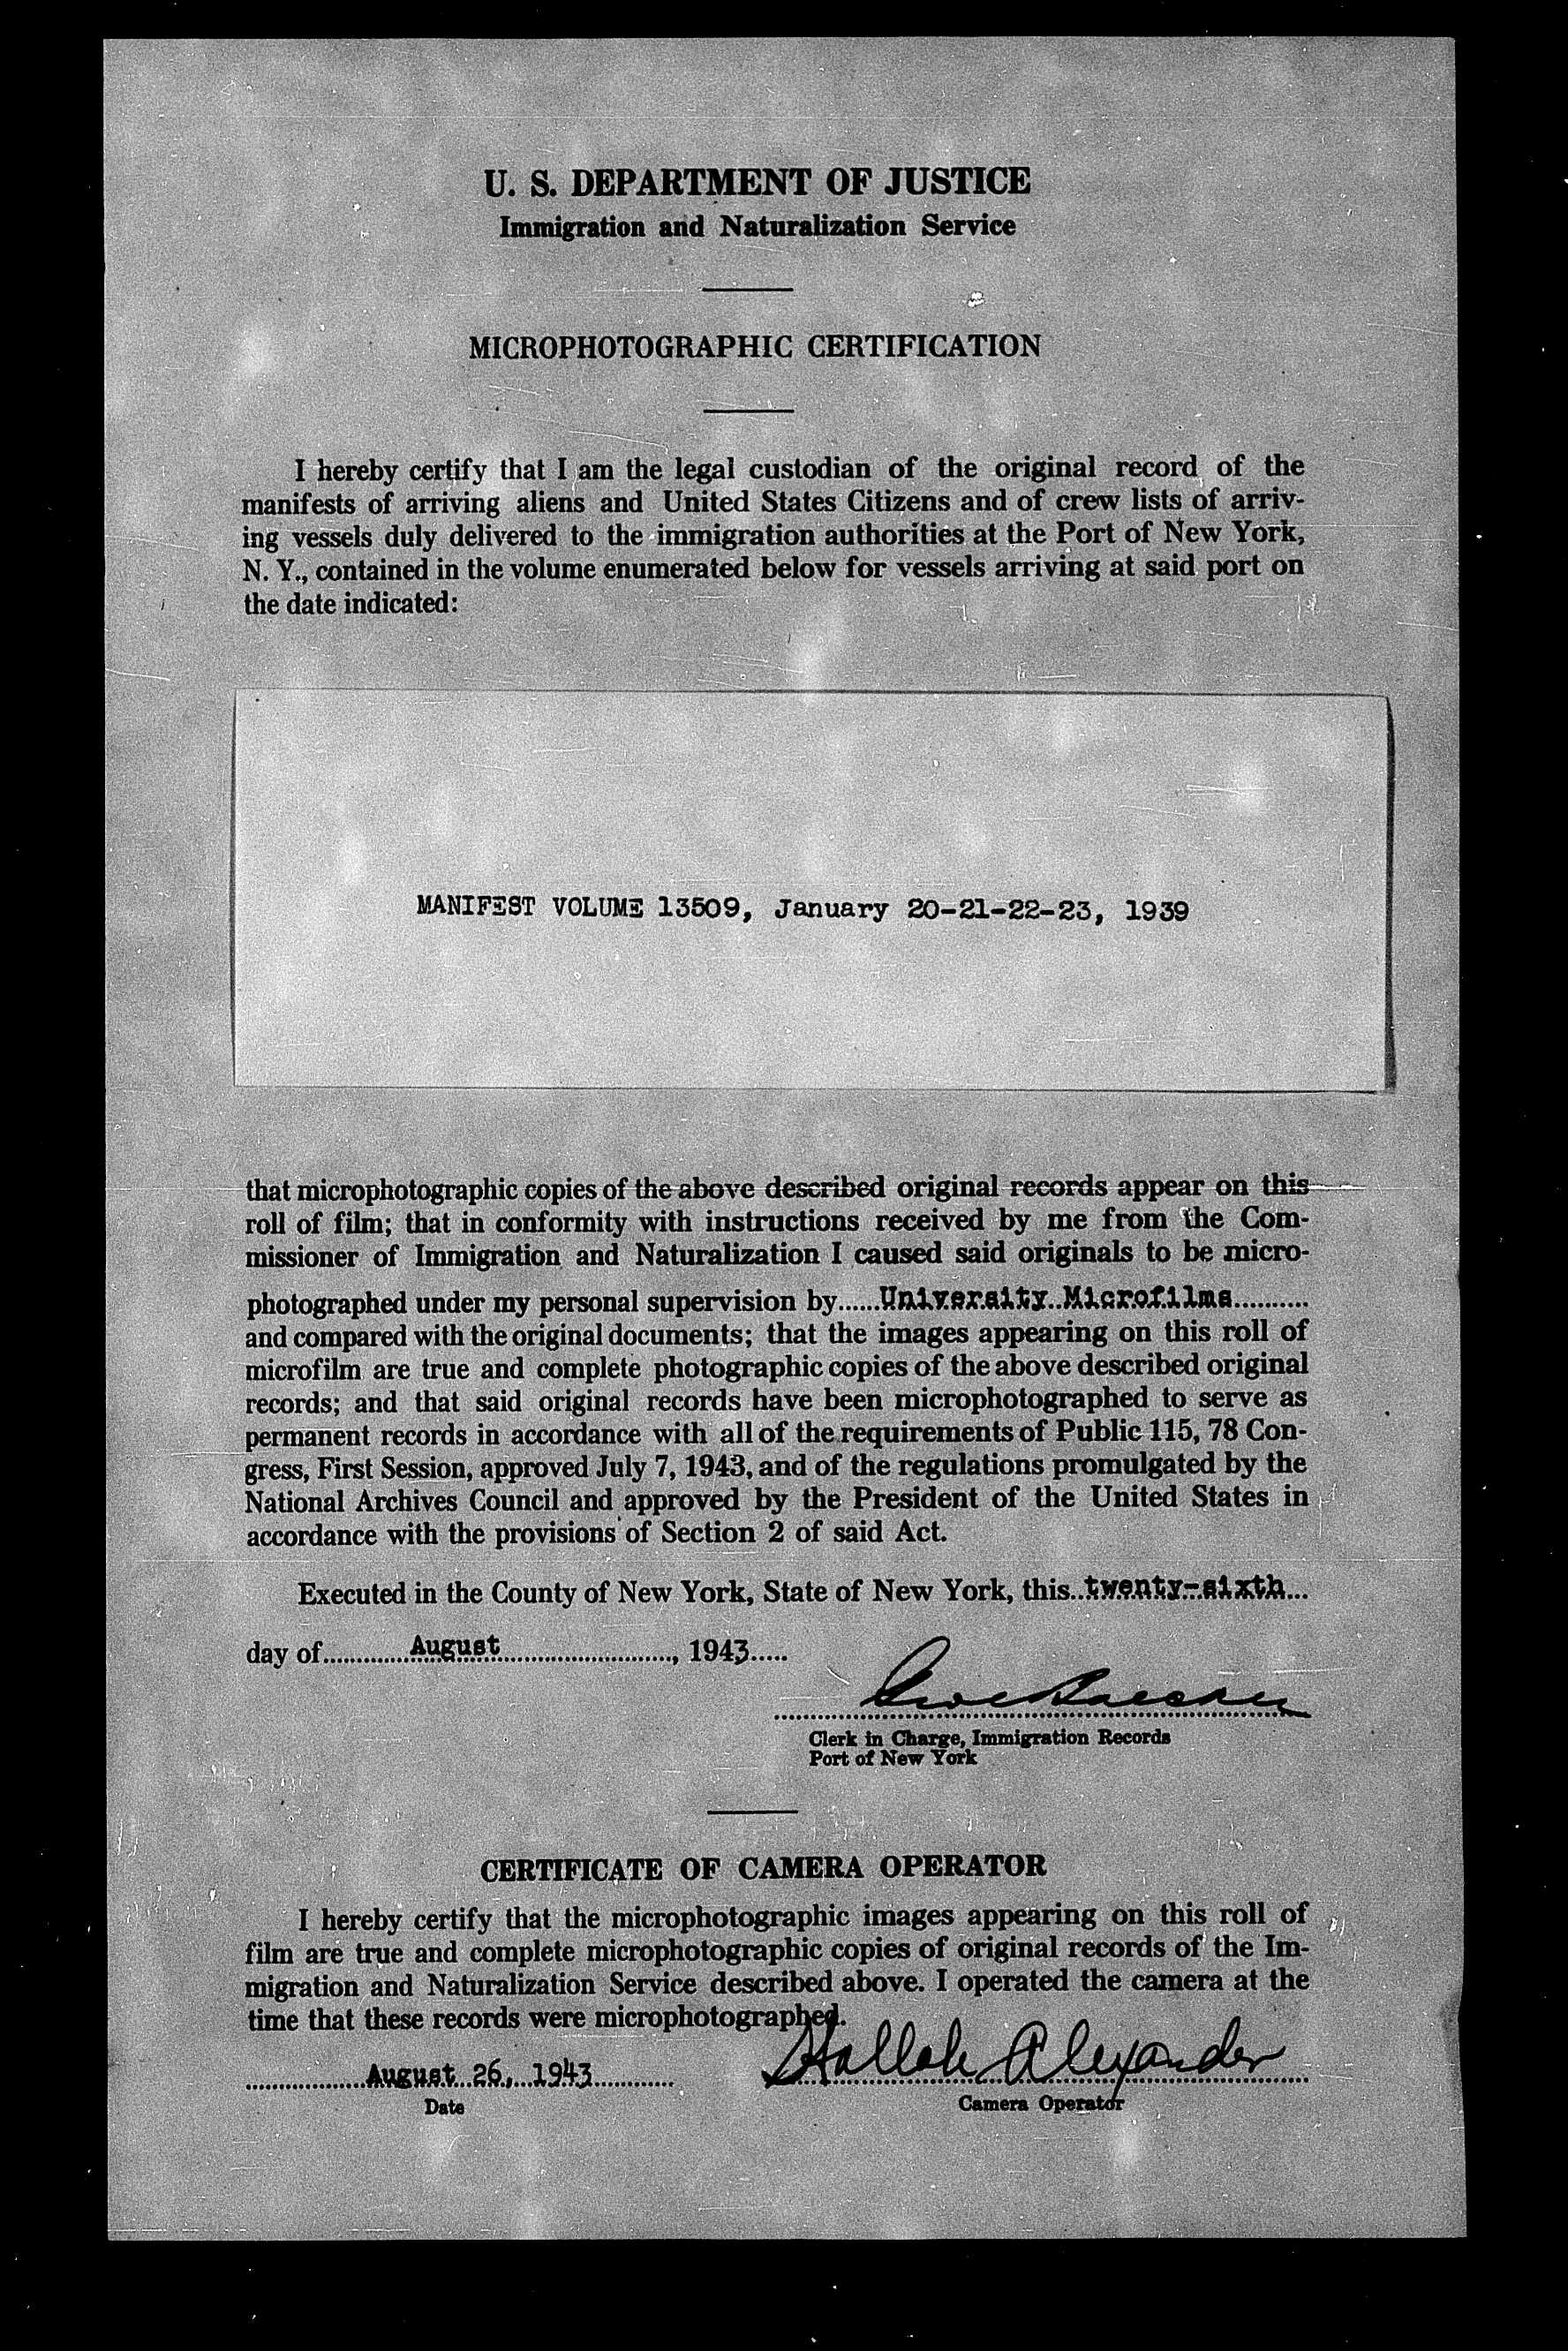 U. S. DEPARTMENT OF JUSTICE
Immigration and Naturalization Service
MICROPHOTOGRAPHIC CERTIFICATION
I hereby certify that I am the legal custodian of the original record of the
manifests of arriving aliens and United States Citizens and of crew lists of arriv-
ing vessels duly delivered to the immigration authorities at the Port of New York,
N. Y., contained in the volume enumerated below for vessels arriving at said port on
the date indicated:
MANIFEST VOLUME 13509, January 20-21-22-23, 1939
that microphotographic copies of the above described original records appear on this
roll of film; that in conformity with instructions received by me from the Com-
missioner of Immigration and Naturalization I caused said originals to be micro-
photographed under my personal supervision by......University Microfilms..........
and compared with the original documents; that the images appearing on this roll of
microfilm are true and complete photographic copies of the above described original
records; and that said original records have been microphotographed to serve as
permanent records in accordance with all of the requirements of Public 115, 78 Con-
gress, First Session, approved July 7, 1943, and of the regulations promulgated by the
National Archives Council and approved by the President of the United States in
accordance with the provisions of Section 2 of said Act.
Executed in the County of New York, State of New York, this..twenty-sixth...
day of.............August............................, 1943.....
Clerk in Charge, Immigration Records
Port of New York
CERTIFICATE OF CAMERA OPERATOR
I hereby certify that the microphotographic images appearing on this roll of
film are true and complete microphotographic copies of original records of the Im-
migration and Naturalization Service described above. I operated the camera at the
time that these records were microphotographed.
..................August 26, 1943............. Alexander
Date Camera Operator